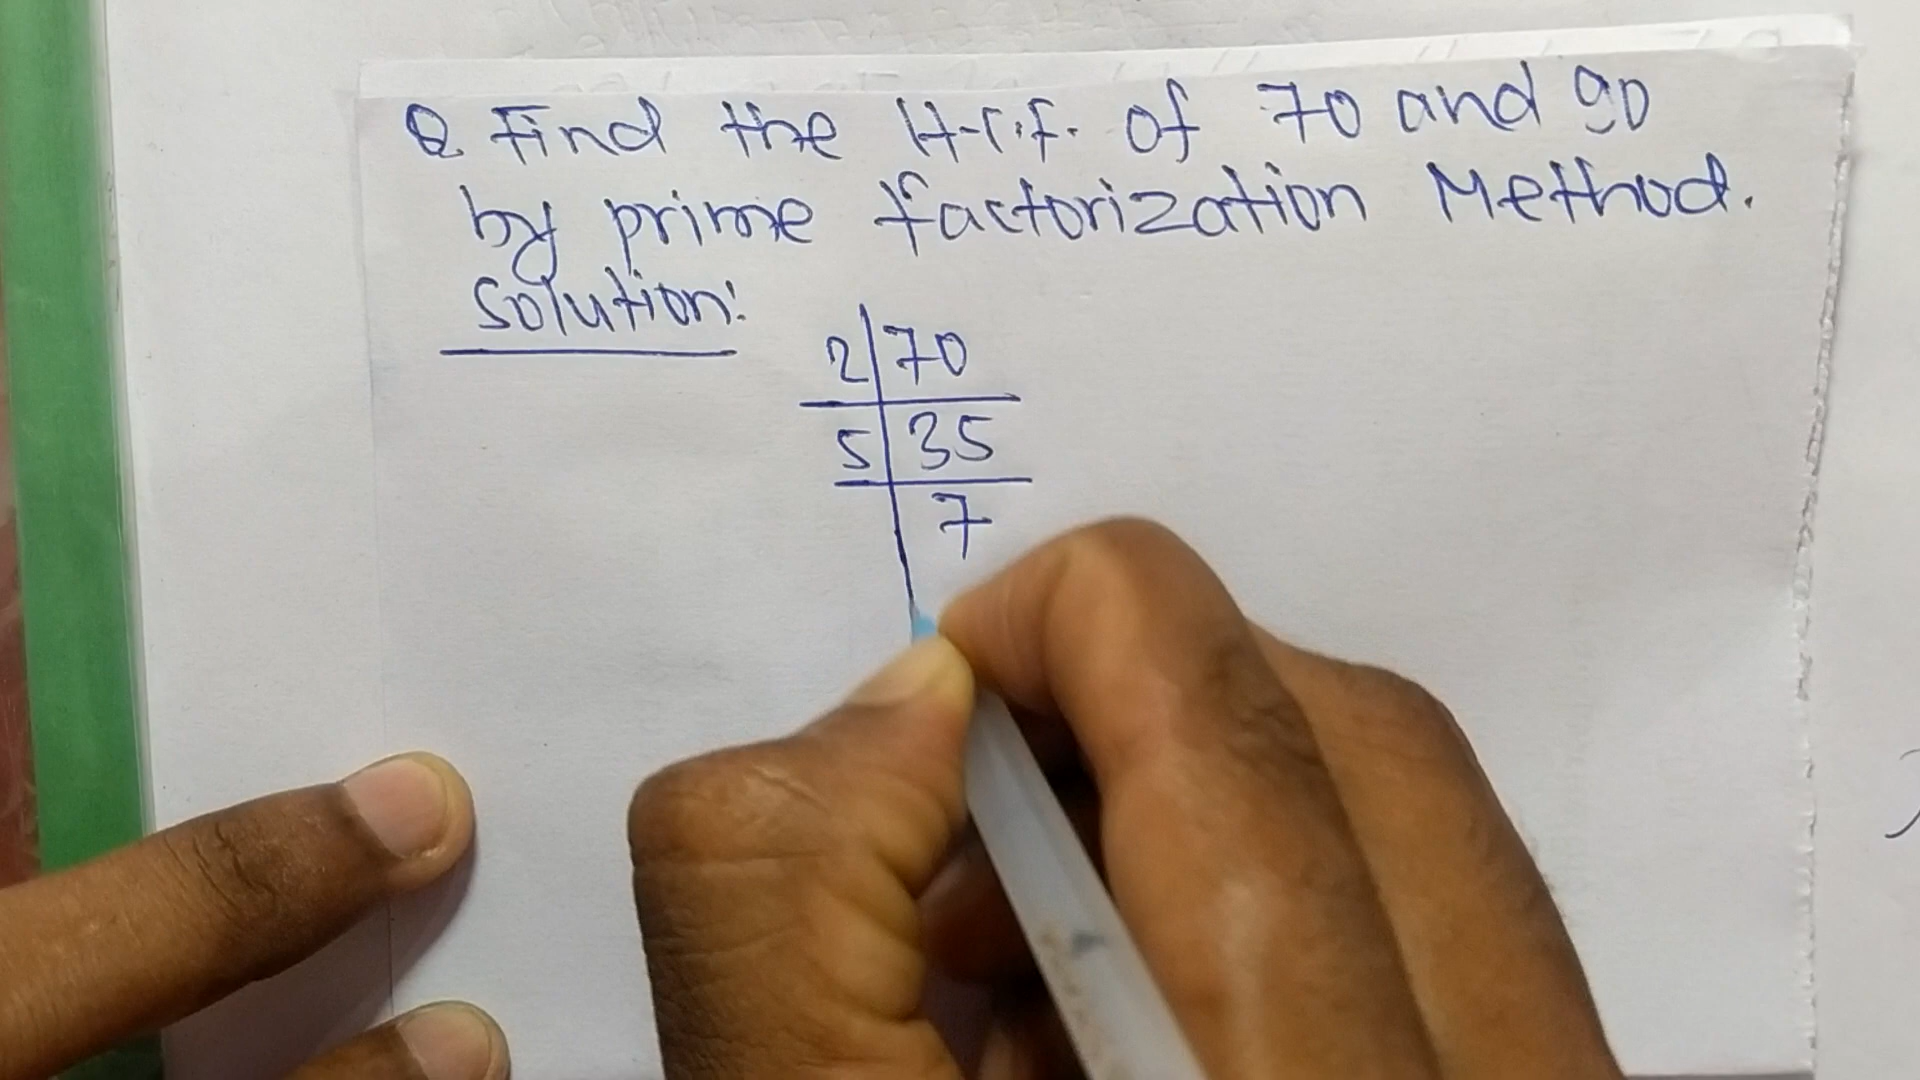 Q Find the H.C.F. of 70 and 90
by prime factorization Method.
Solution:
2 70
5 35
7